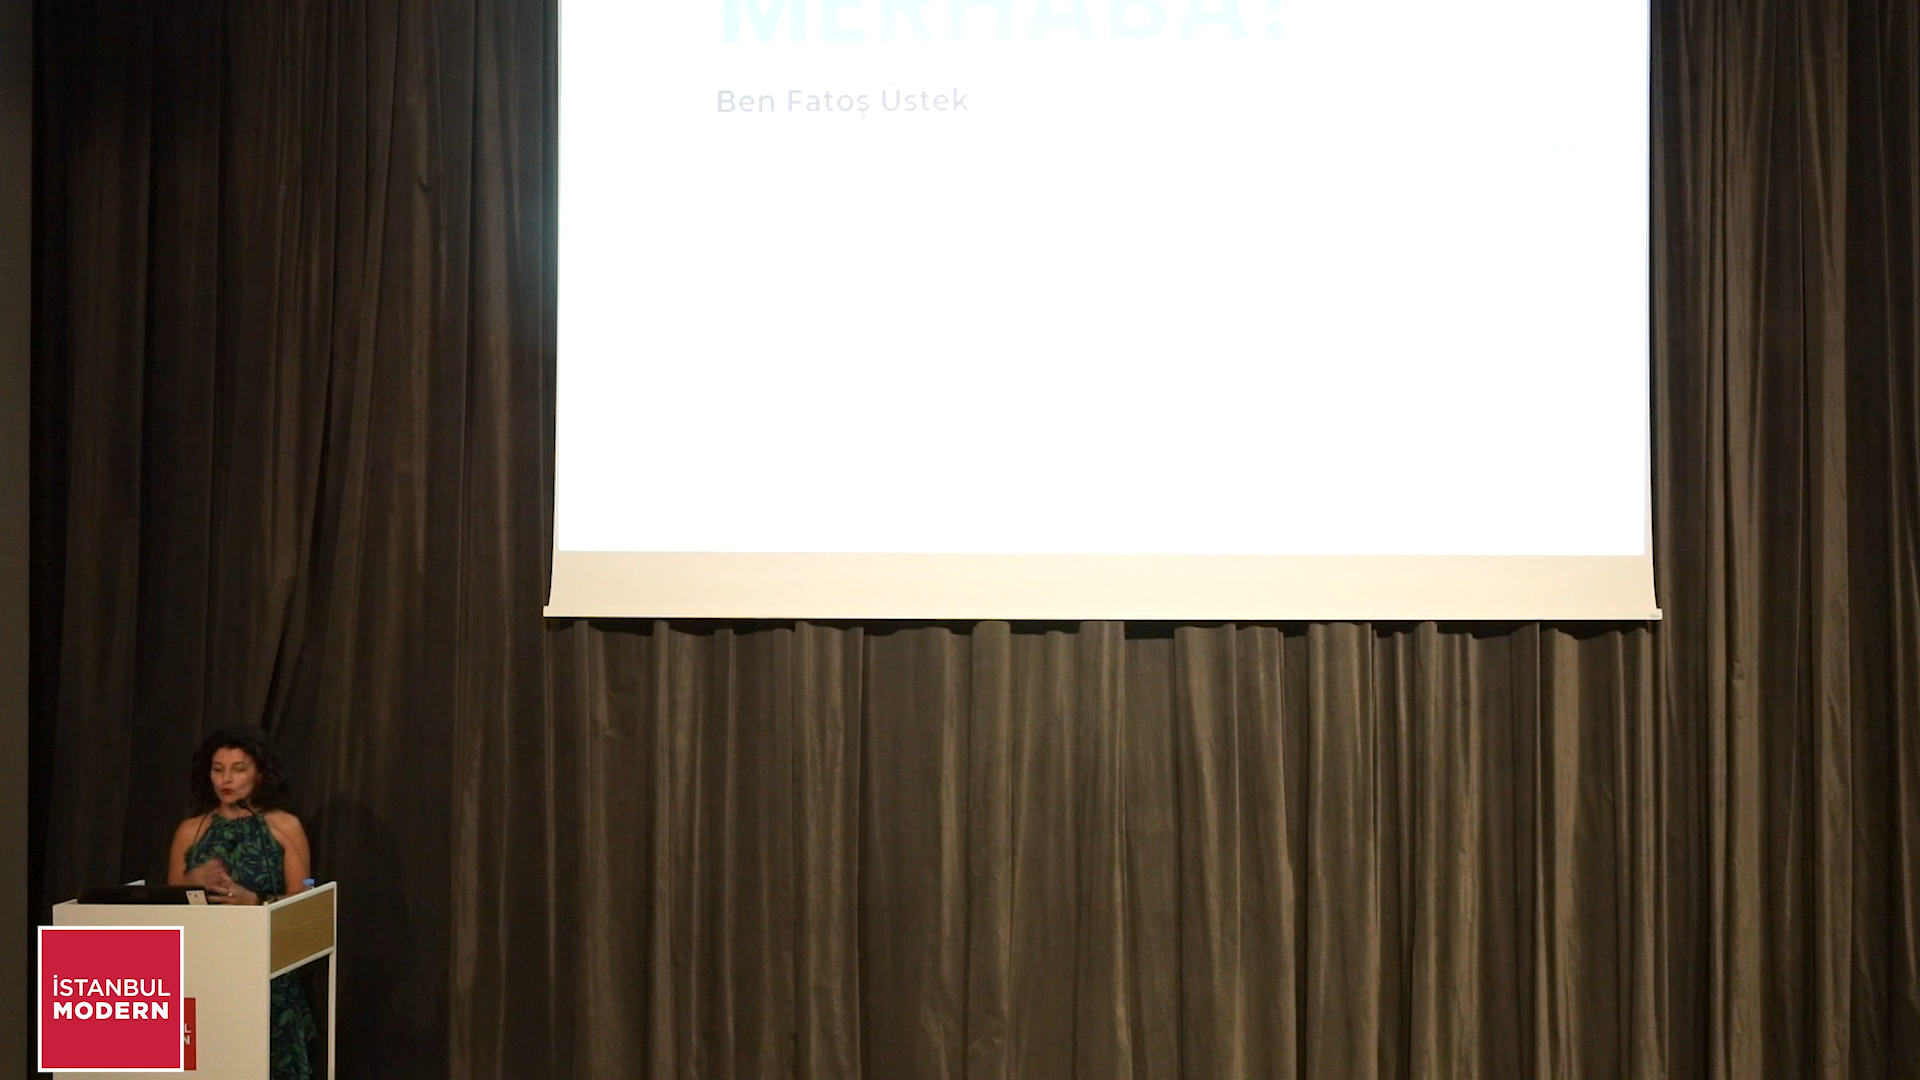 MERHABA!
Ben Fatoş Üstek
İSTANBUL
MODERN
L
N